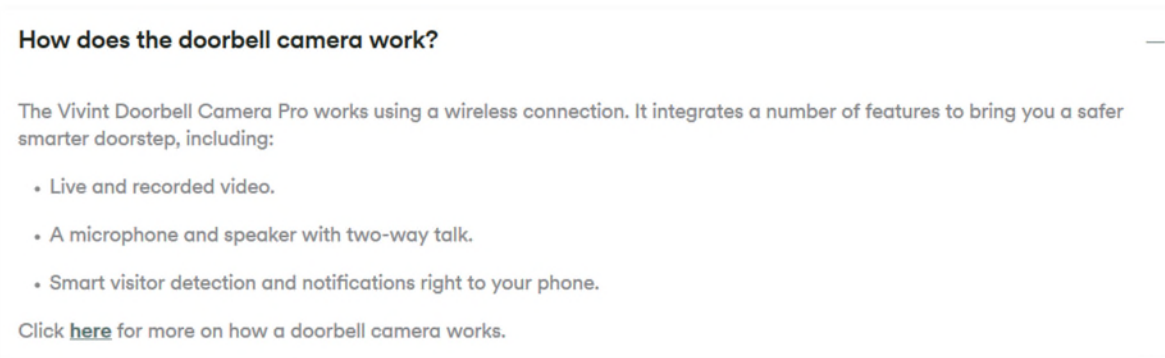 How does the doorbell camera work?
The Vivint Doorbell Camera Pro works using a wireless connection. It integrates a number of features to bring you a safer
smarter doorstep, including:
• Live and recorded video.
• A microphone and speaker with two-way talk.
• Smart visitor detection and notifications right to your phone.
Click here for more on how a doorbell camera works.